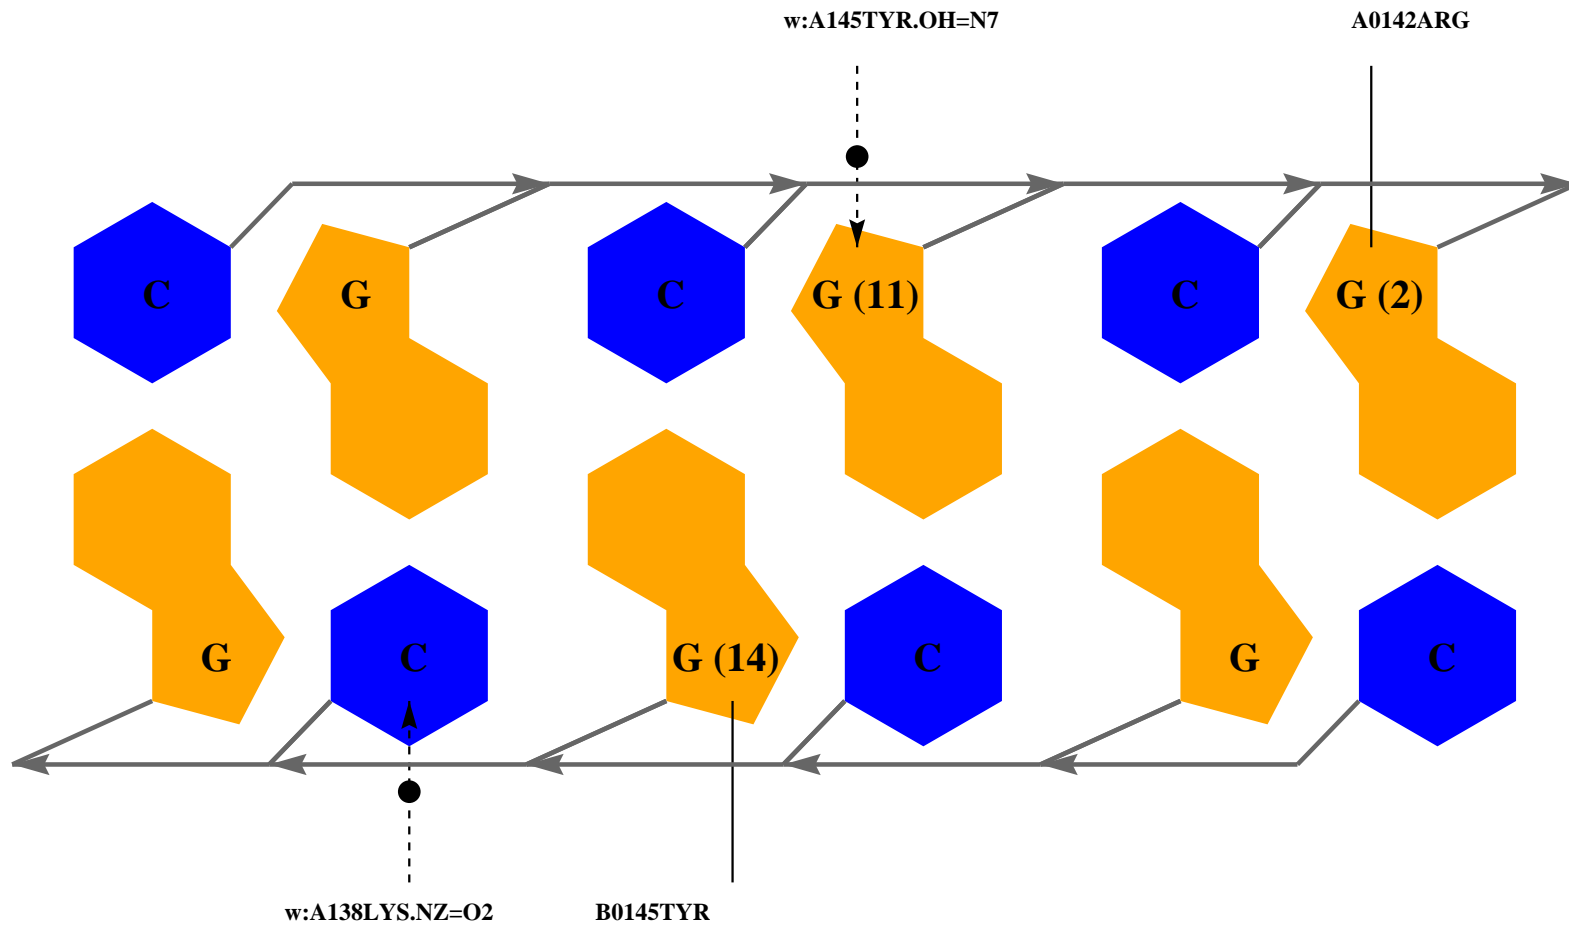 w:A145TYR.OH=N7 A0142ARG
C G C G (11) C G (2)
G C G (14) C G C
w:A138LYS.NZ=O2 B0145TYR